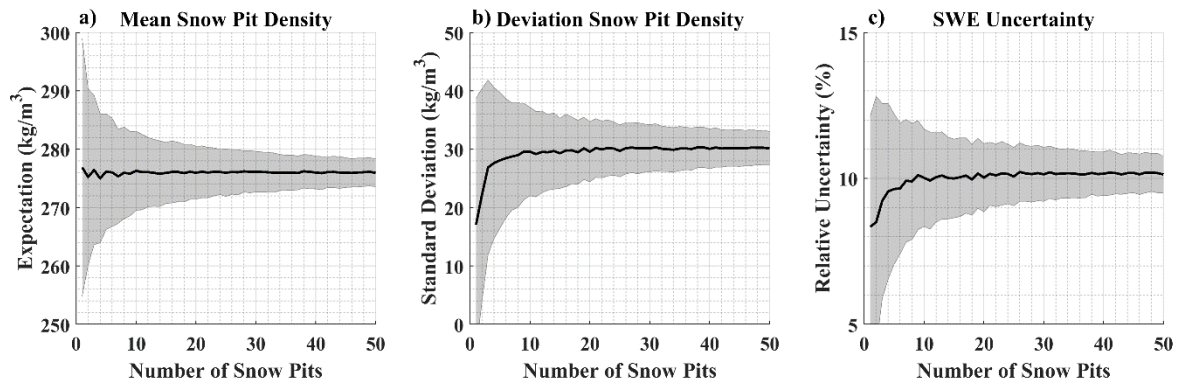 a) Mean Snow Pit Density
300
290
280
270
260
250
Expectation (kg/m³)
0 10 20 30 40 50
Number of Snow Pits
b) Deviation Snow Pit Density
50
40
30
20
10
0
Standard Deviation (kg/m³)
0 10 20 30 40 50
Number of Snow Pits
c) SWE Uncertainty
15
10
5
Relative Uncertainty (%)
0 10 20 30 40 50
Number of Snow Pits